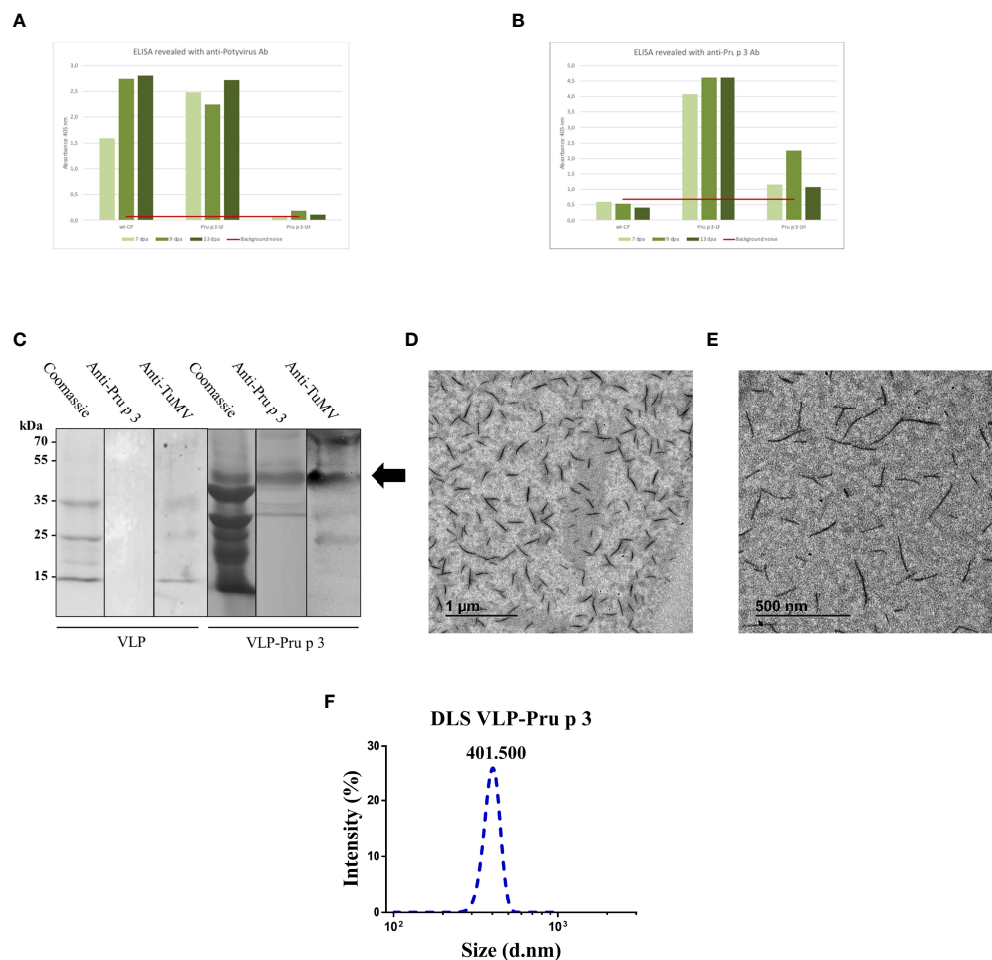 A
ELISA revealed with anti-Potyvirus Ab
Absorbance 405 nm
3,0
2,5
2,0
1,5
1,0
0,5
0,0
wt-CP
Pru p 3-LF
Pru p 3-LH
7 dpa
9 dpa
13 dpa
Background noise
B
ELISA revealed with anti-Pru p 3 Ab
Absorbance 405 nm
5,0
4,5
4,0
3,5
3,0
2,5
2,0
1,5
1,0
0,5
0,0
wt-CP
Pru p 3-LF
Pru p 3-LH
7 dpa
9 dpa
13 dpa
Background noise
C
Coomassie
Anti-Pru p 3
Anti-TuMV
Coomassie
Anti-Pru p 3
Anti-TuMV
kDa
70
55
35
25
15
VLP
VLP-Pru p 3
D
1 µm
E
500 nm
F
DLS VLP-Pru p 3
401.500
Intensity (%)
30
20
10
0
10²
10³
Size (d.nm)